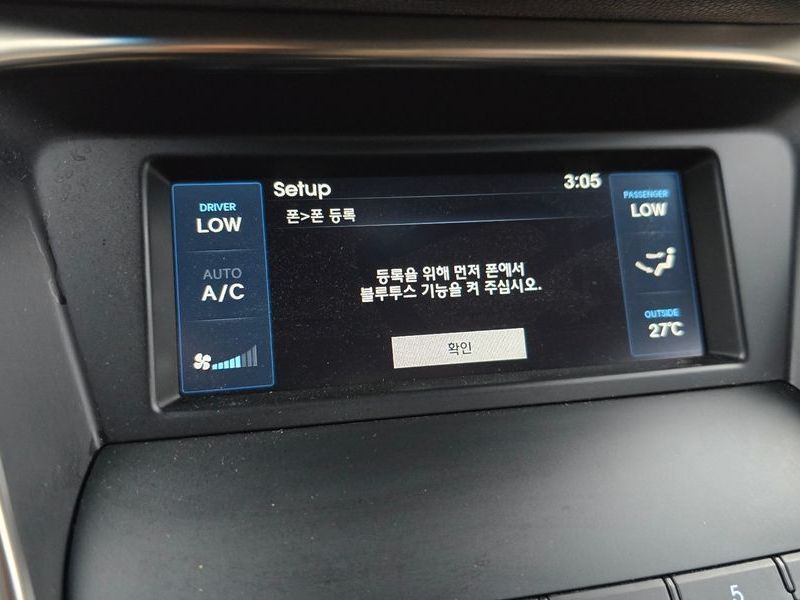 Setup
3:05
DRIVER
LOW
AUTO
A/C
폰>폰 등록
등록을 위해 먼저 폰에서
블루투스 기능을 켜 주십시오.
확인
PASSENGER
LOW
OUTSIDE
27℃
5